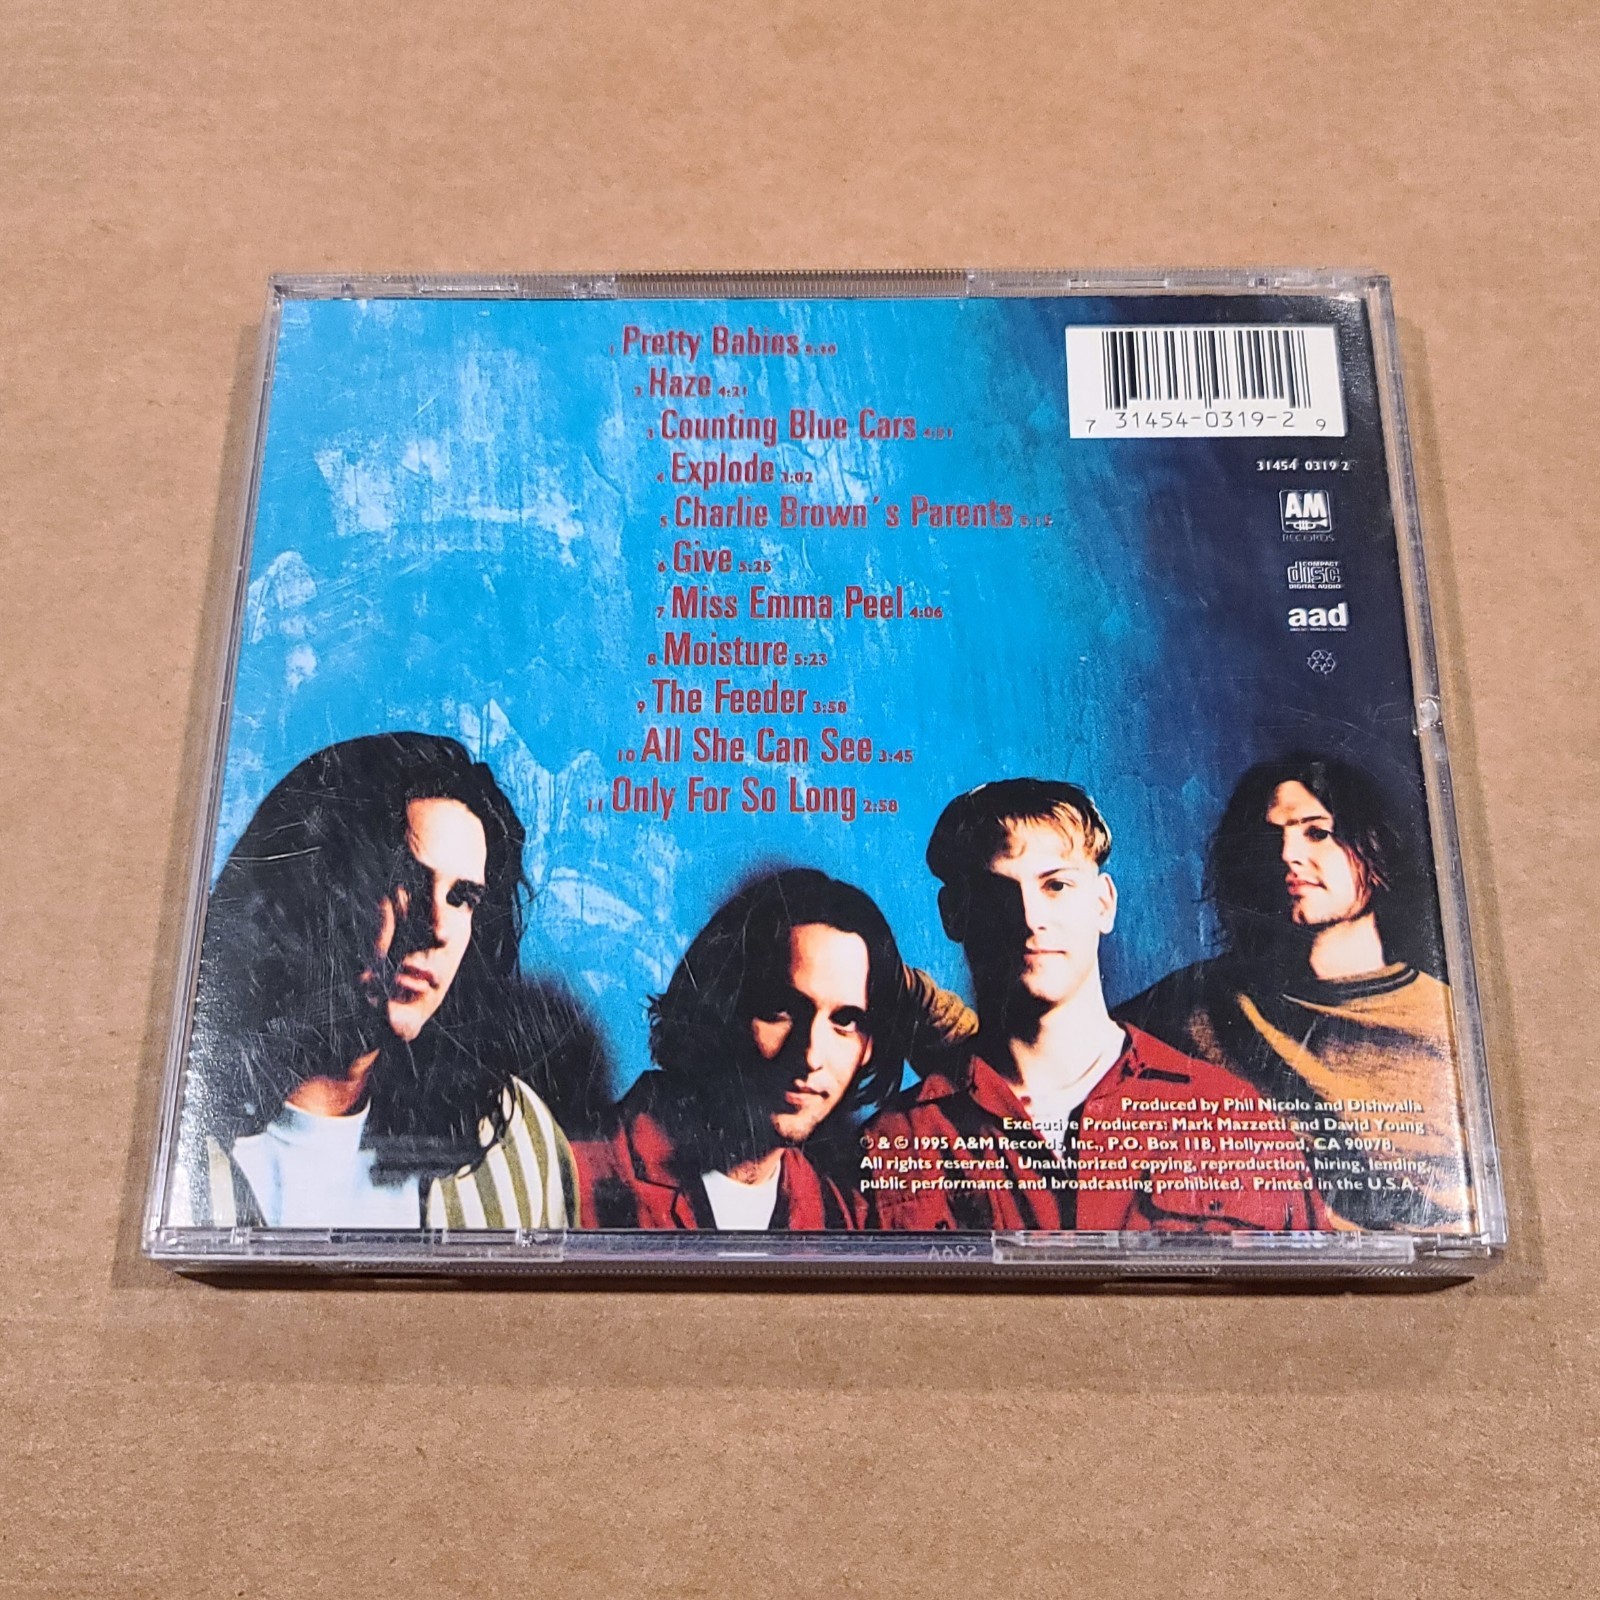 1 Pretty Babies
2 Haze 4:21
3 Counting Blue Cars
4 Explode 3:02
5 Charlie Brown's Parents
6 Give 5:25
7 Miss Emma Peel 4:06
8 Moisture 5:23
9 The Feeder 3:58
10 All She Can See 3:45
11 Only For So Long 2:58
7 31454-0319-2 9
31454 0319 2
AM
RECORDS
COMPACT
disc
DIGITAL AUDIO
aad
Produced by Phil Nicolo and Dishwalla
Executive Producers: Mark Mazzetti and David Young
℗ & © 1995 A&M Records, Inc., P.O. Box 118, Hollywood, CA 90078.
All rights reserved. Unauthorized copying, reproduction, hiring, lending,
public performance and broadcasting prohibited. Printed in the U.S.A.